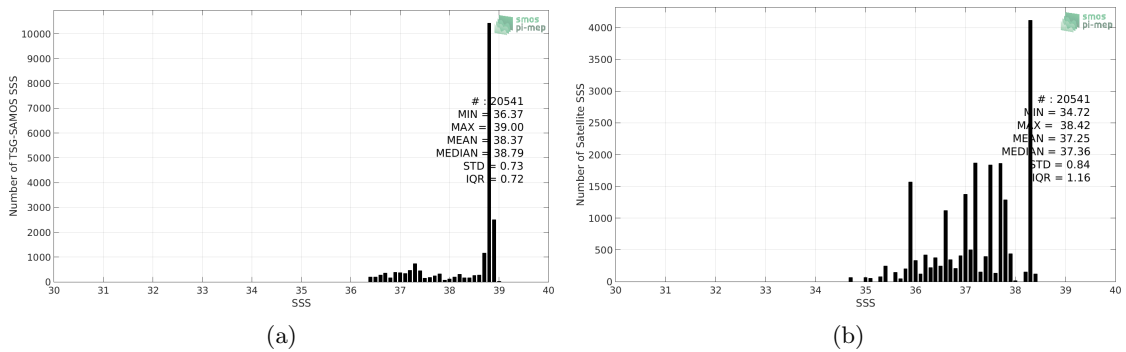 smos
pi-mep
Number of TSG-SAMOS SSS
10000
9000
8000
7000
6000
5000
4000
3000
2000
1000
0
# : 20541
MIN = 36.37
MAX = 39.00
MEAN = 38.37
MEDIAN = 38.79
STD = 0.73
IQR = 0.72
30 31 32 33 34 35 36 37 38 39 40
SSS
(a)
smos
pi-mep
Number of Satellite SSS
4000
3500
3000
2500
2000
1500
1000
500
0
# : 20541
MIN = 34.72
MAX = 38.42
MEAN = 37.25
MEDIAN = 37.36
STD = 0.84
IQR = 1.16
30 31 32 33 34 35 36 37 38 39 40
SSS
(b)